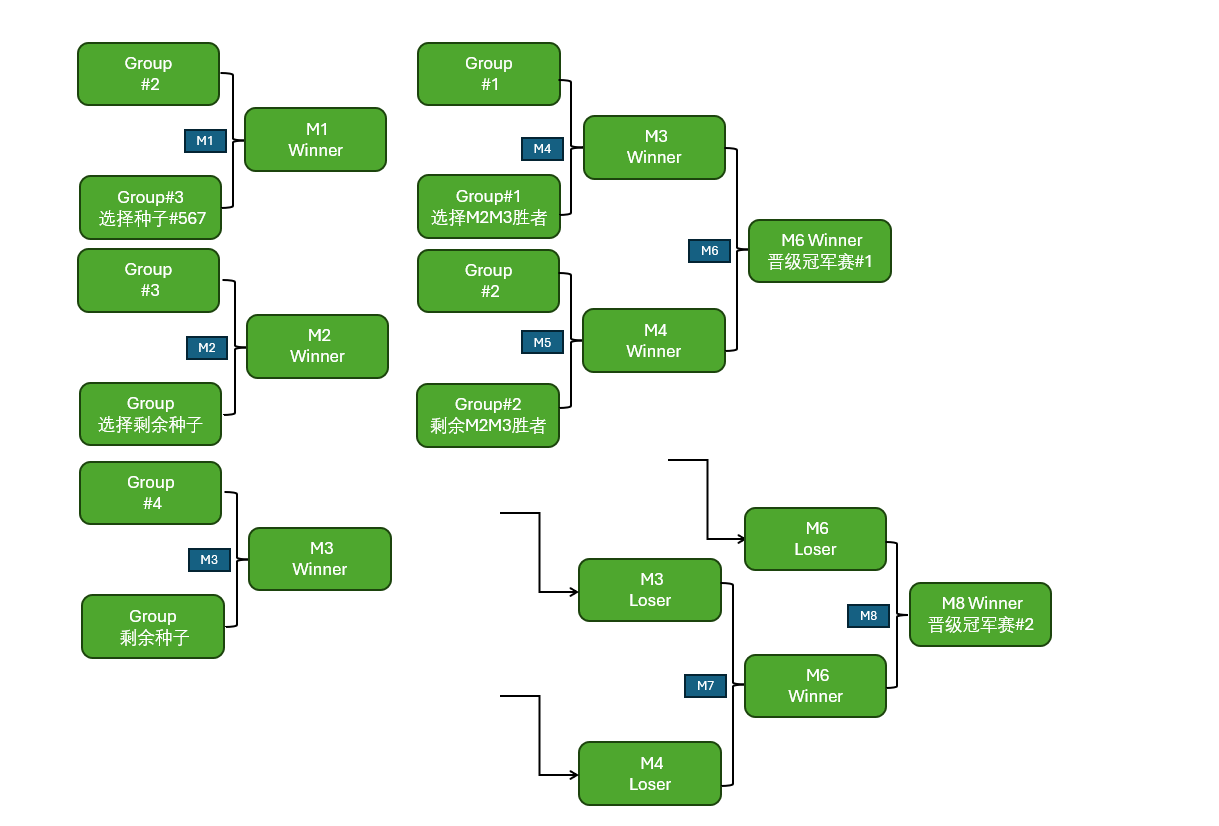 Group
#2
M1
M1
Winner
Group#3
选择种子#567
Group
#3
M2
M2
Winner
Group
选择剩余种子
Group
#4
M3
M3
Winner
Group
剩余种子
Group
#1
M4
M3
Winner
Group#1
选择M2M3胜者
Group
#2
M5
M4
Winner
Group#2
剩余M2M3胜者
M6
M6 Winner
晋级冠军赛#1
M6
Loser
M3
Loser
M8
M8 Winner
晋级冠军赛#2
M7
M6
Winner
M4
Loser